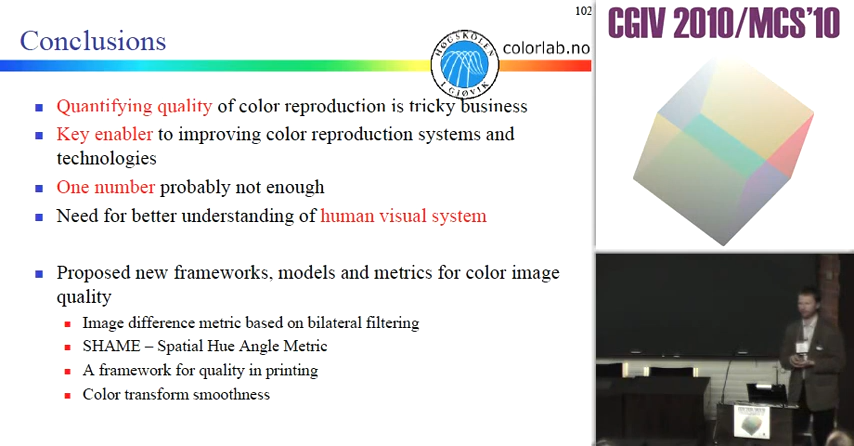 102
Conclusions
HØGSKOLEN
I GJØVIK
colorlab.no
CGIV 2010/MCS'10
Quantifying quality of color reproduction is tricky business
Key enabler to improving color reproduction systems and
technologies
One number probably not enough
Need for better understanding of human visual system
Proposed new frameworks, models and metrics for color image
quality
Image difference metric based on bilateral filtering
SHAME – Spatial Hue Angle Metric
A framework for quality in printing
Color transform smoothness